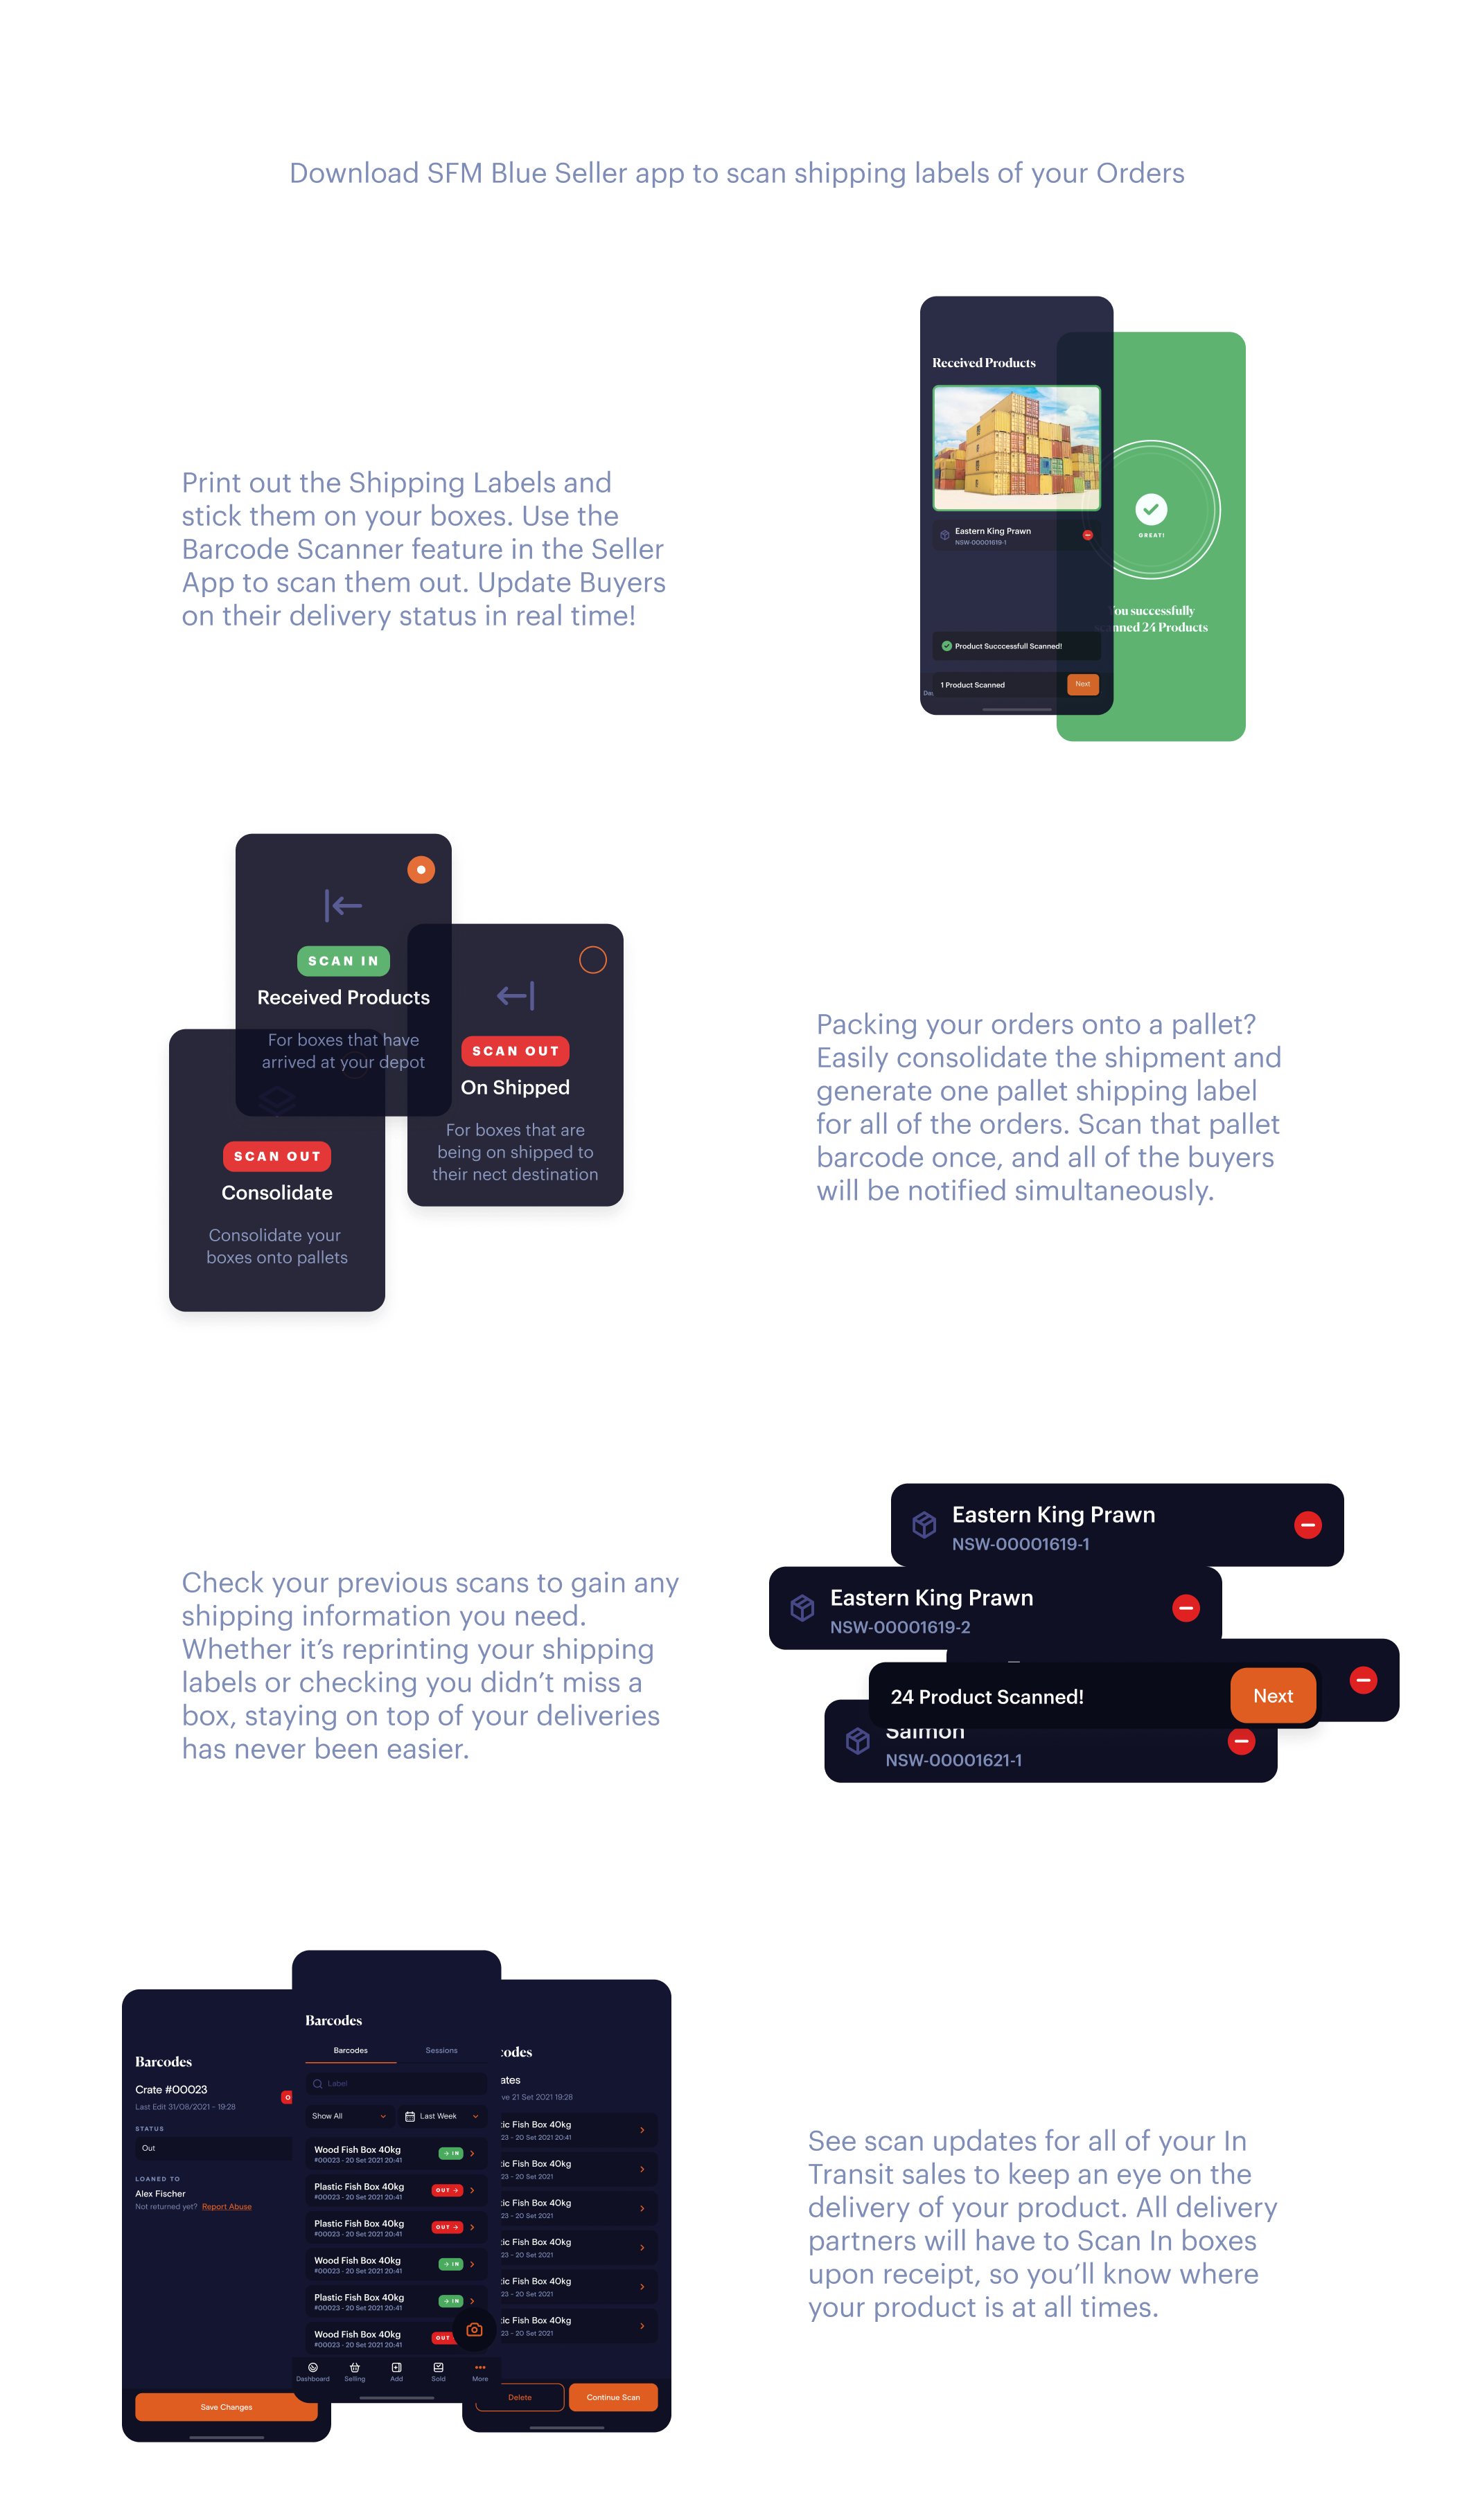 Download SFM Blue Seller app to scan shipping labels of your Orders
Print out the Shipping Labels and
stick them on your boxes. Use the
Barcode Scanner feature in the Seller
App to scan them out. Update Buyers
on their delivery status in real time!
Received Products
Eastern King Prawn
NSW-00001619-1
Product Succcessfull Scanned!
1 Product Scanned
Next
GREAT!
You successfully
scanned 24 Products
SCAN IN
Received Products
For boxes that have
arrived at your depot
SCAN OUT
On Shipped
For boxes that are
being on shipped to
their nect destination
SCAN OUT
Consolidate
Consolidate your
boxes onto pallets
Packing your orders onto a pallet?
Easily consolidate the shipment and
generate one pallet shipping label
for all of the orders. Scan that pallet
barcode once, and all of the buyers
will be notified simultaneously.
Check your previous scans to gain any
shipping information you need.
Whether it’s reprinting your shipping
labels or checking you didn’t miss a
box, staying on top of your deliveries
has never been easier.
Eastern King Prawn
NSW-00001619-1
Eastern King Prawn
NSW-00001619-2
24 Product Scanned!
Next
Salmon
NSW-00001621-1
Barcodes
Crate #00023
Last Edit 31/08/2021 - 19:28
STATUS
Out
LOANED TO
Alex Fischer
Not returned yet? Report Abuse
Save Changes
Barcodes
Barcodes Sessions
Label
Show All Last Week
Wood Fish Box 40kg
#00023 - 20 Set 2021 20:41
IN
Plastic Fish Box 40kg
#00023 - 20 Set 2021 20:41
OUT
Plastic Fish Box 40kg
#00023 - 20 Set 2021 20:41
OUT
Wood Fish Box 40kg
#00023 - 20 Set 2021 20:41
IN
Plastic Fish Box 40kg
#00023 - 20 Set 2021 20:41
IN
Wood Fish Box 40kg
#00023 - 20 Set 2021 20:41
OUT
Dashboard Selling Add Sold More
21 Set 2021 19:28
Fish Box 40kg
23 - 20 Set 2021 20:41
Fish Box 40kg
23 - 20 Set 2021
Fish Box 40kg
23 - 20 Set 2021
Fish Box 40kg
23 - 20 Set 2021
Fish Box 40kg
23 - 20 Set 2021
Fish Box 40kg
23 - 20 Set 2021
Delete
Continue Scan
See scan updates for all of your In
Transit sales to keep an eye on the
delivery of your product. All delivery
partners will have to Scan In boxes
upon receipt, so you’ll know where
your product is at all times.